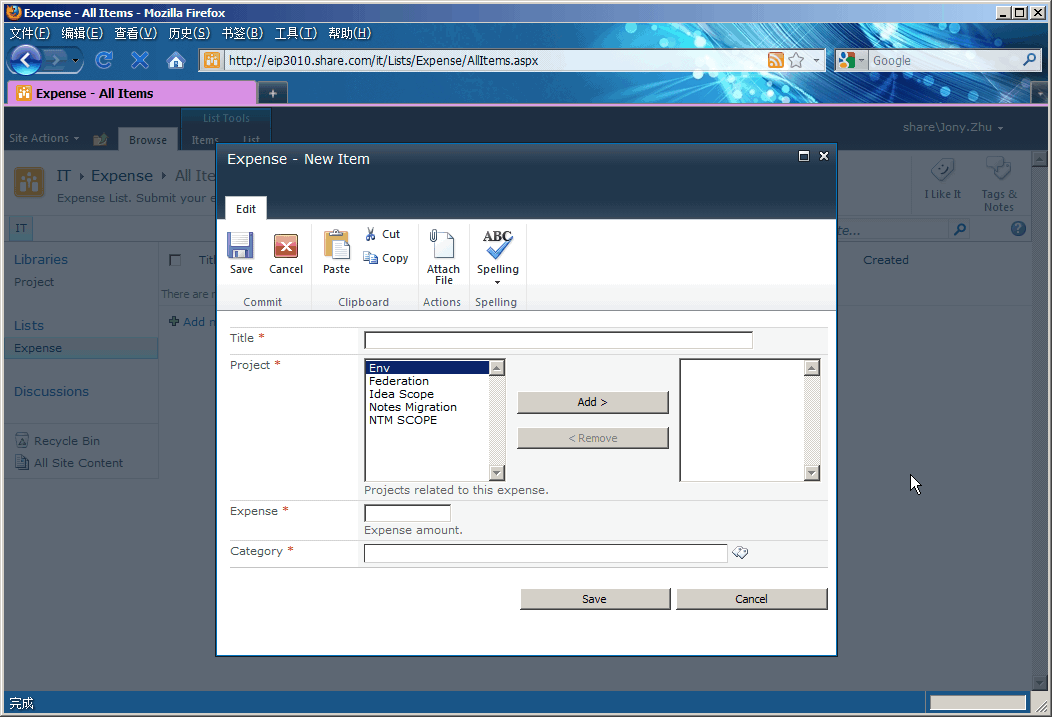 Expense - All Items - Mozilla Firefox
文件(F) 编辑(E) 查看(V) 历史(S) 书签(B) 工具(T) 帮助(H)
http://eip3010.share.com/it/Lists/Expense/AllItems.aspx
Google
Expense - All Items
+
List Tools
Site Actions
Browse
Items
List
share\Jony.Zhu
IT
Expense
All Ite
Expense List. Submit your e
I Like It
Tags &
Notes
IT
te...
Libraries
Project
Lists
Expense
Discussions
Recycle Bin
All Site Content
Titl
Created
There are n
Add n
Expense - New Item
Edit
Save
Cancel
Paste
Cut
Copy
Attach
File
ABC
Spelling
Commit
Clipboard
Actions
Spelling
Title *
Project *
Env
Federation
Idea Scope
Notes Migration
NTM SCOPE
Add >
< Remove
Projects related to this expense.
Expense *
Expense amount.
Category *
Save
Cancel
完成